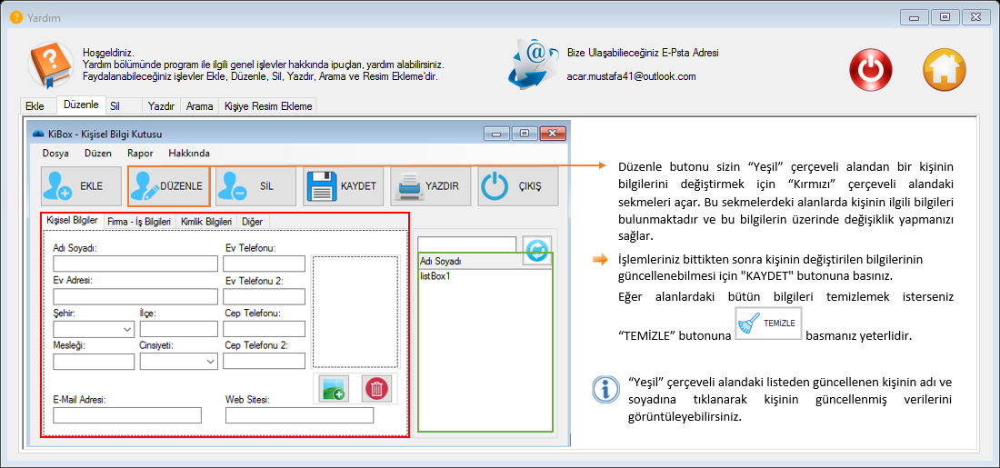 Yardım
Hoşgeldiniz.
Yardım bölümünde program ile ilgili genel işlevler hakkında ipuçları, yardım alabilirsiniz.
Faydalanabileceğiniz işlevler Ekle, Düzenle, Sil, Yazdır, Arama ve Resim Ekleme'dir.
Bize Ulaşabileceğiniz E-Psta Adresi
acar.mustafa41@outlook.com
Ekle Düzenle Sil Yazdır Arama Kişiye Resim Ekleme
KiBox - Kişisel Bilgi Kutusu
Dosya Düzen Rapor Hakkında
EKLE DÜZENLE SİL KAYDET YAZDIR ÇIKIŞ
Kişisel Bilgiler Firma - İş Bilgileri Kimlik Bilgileri Diğer
Adı Soyadı: Ev Telefonu:
Ev Adresi: Ev Telefonu 2:
Şehir: İlçe: Cep Telefonu:
Mesleği: Cinsiyeti: Cep Telefonu 2:
E-Mail Adresi: Web Sitesi:
Adı Soyadı
listBox1
Düzenle butonu sizin “Yeşil” çerçeveli alandan bir kişinin
bilgilerini değiştirmek için “Kırmızı” çerçeveli alandaki
sekmeleri açar. Bu sekmelerdeki alanlarda kişinin ilgili bilgileri
bulunmaktadır ve bu bilgilerin üzerinde değişiklik yapmanızı
sağlar.
İşlemleriniz bittikten sonra kişinin değiştirilen bilgilerinin
güncellenebilmesi için "KAYDET" butonuna basınız.
Eğer alanlardaki bütün bilgileri temizlemek isterseniz
“TEMİZLE” butonuna TEMİZLE basmanız yeterlidir.
“Yeşil” çerçeveli alandaki listeden güncellenen kişinin adı ve
soyadına tıklanarak kişinin güncellenmiş verilerini
görüntüleyebilirsiniz.